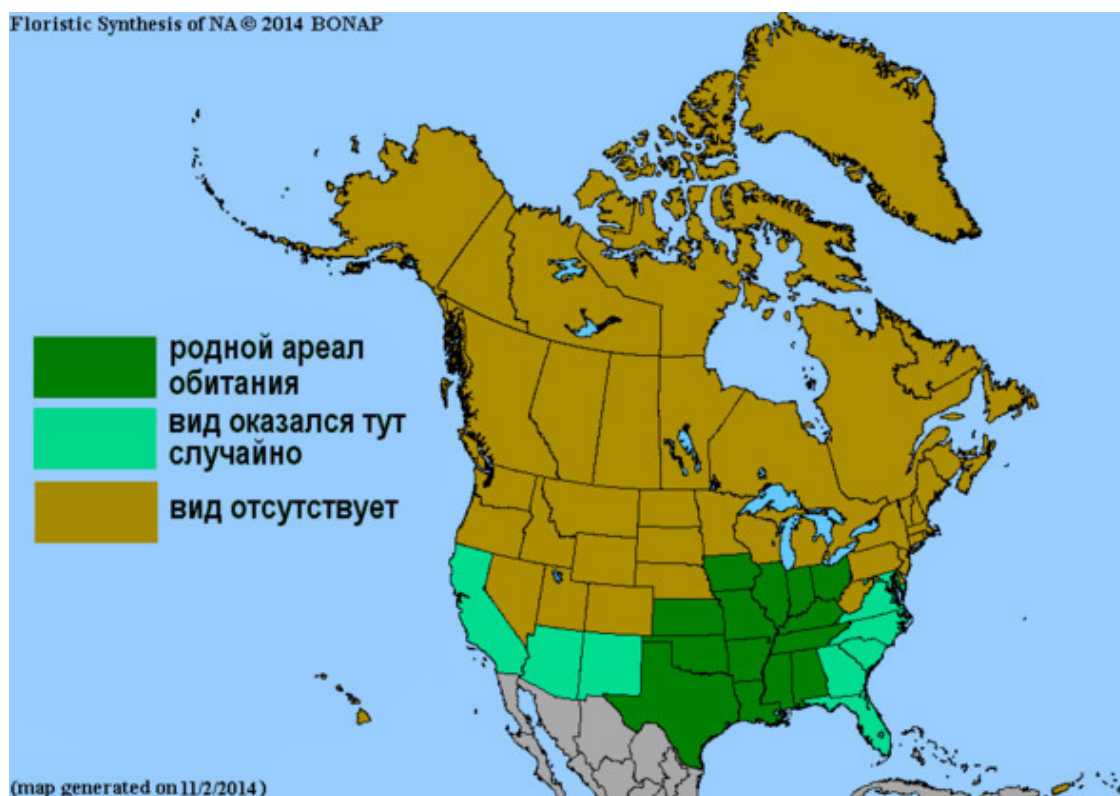 Floristic Synthesis of NA © 2014 BONAP
родной ареал
обитания
вид оказался тут
случайно
вид отсутствует
(map generated on 11/2/2014)